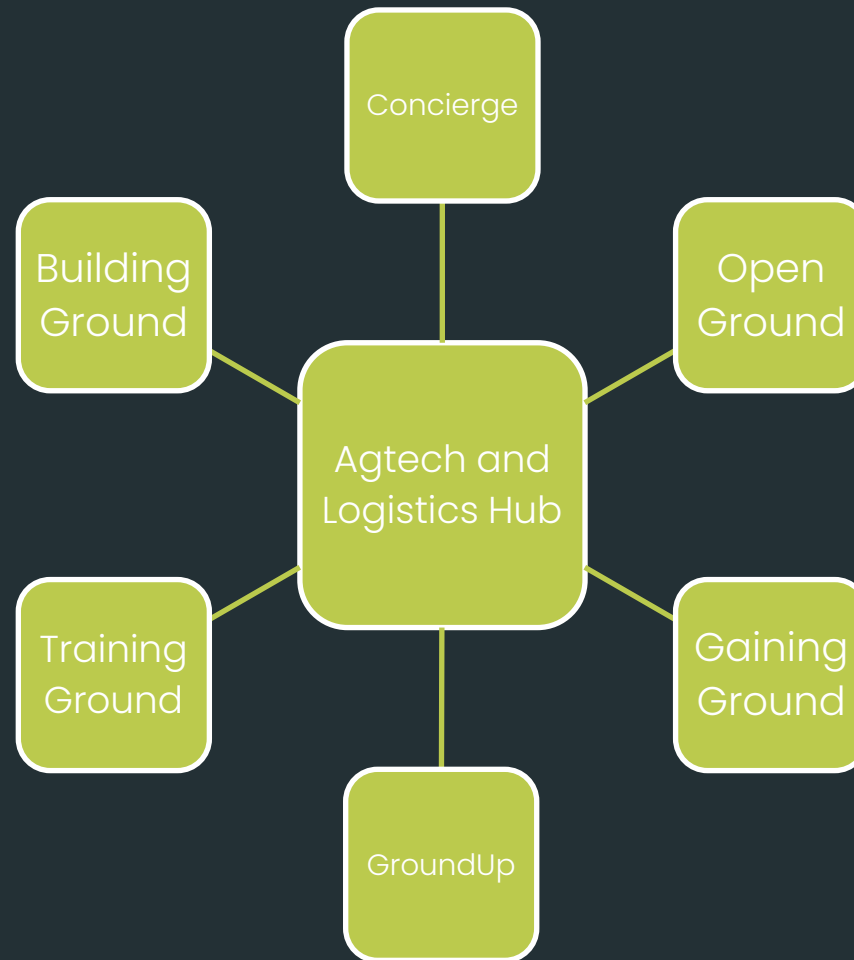 Concierge
Building
Ground
Open
Ground
Agtech and
Logistics Hub
Training
Ground
Gaining
Ground
GroundUp